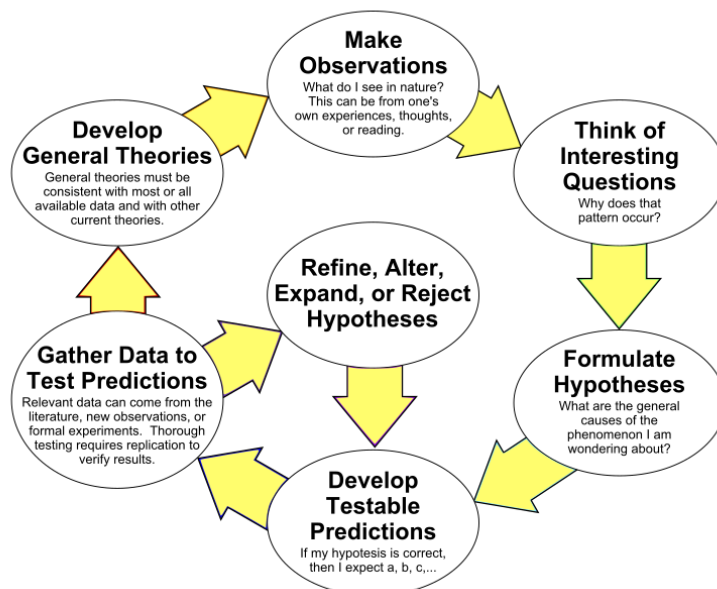 Make
Observations
What do I see in nature?
This can be from one's
own experiences, thoughts,
or reading.
Think of
Interesting
Questions
Why does that
pattern occur?
Formulate
Hypotheses
What are the general
causes of the
phenomenon I am
wondering about?
Develop
Testable
Predictions
If my hypotesis is correct,
then I expect a, b, c,...
Gather Data to
Test Predictions
Relevant data can come from the
literature, new observations, or
formal experiments. Thorough
testing requires replication to
verify results.
Refine, Alter,
Expand, or Reject
Hypotheses
Develop
General Theories
General theories must be
consistent with most or all
available data and with other
current theories.